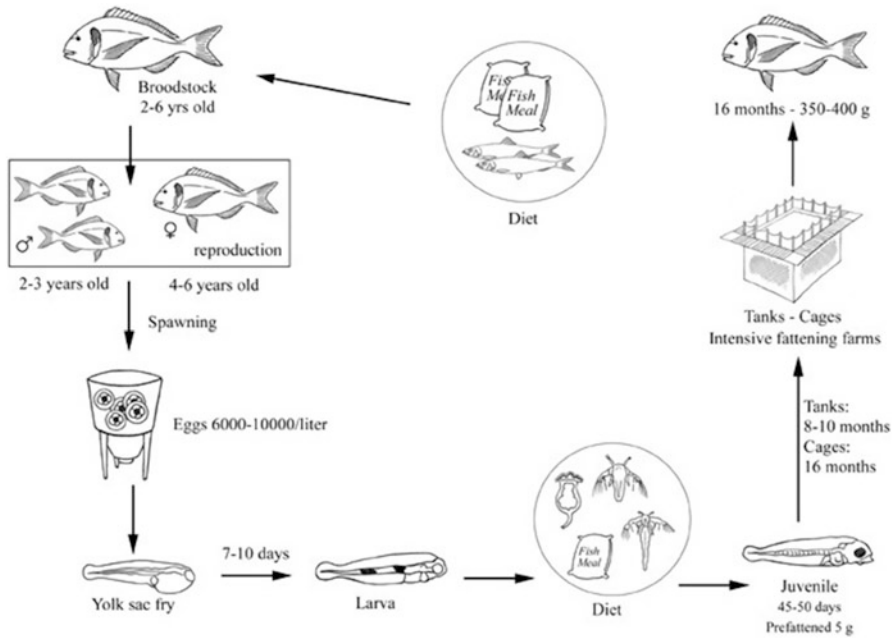 Broodstock
2-6 yrs old
Fish
Me
Fish
Meal
Diet
16 months - 350-400 g
♂
♀
reproduction
2-3 years old
4-6 years old
Spawning
Tanks - Cages
Intensive fattening farms
Eggs 6000-10000/liter
Tanks:
8-10 months
Cages:
16 months
7-10 days
Fish
Meal
Yolk sac fry
Larva
Diet
Juvenile
45-50 days
Prefattened 5 g